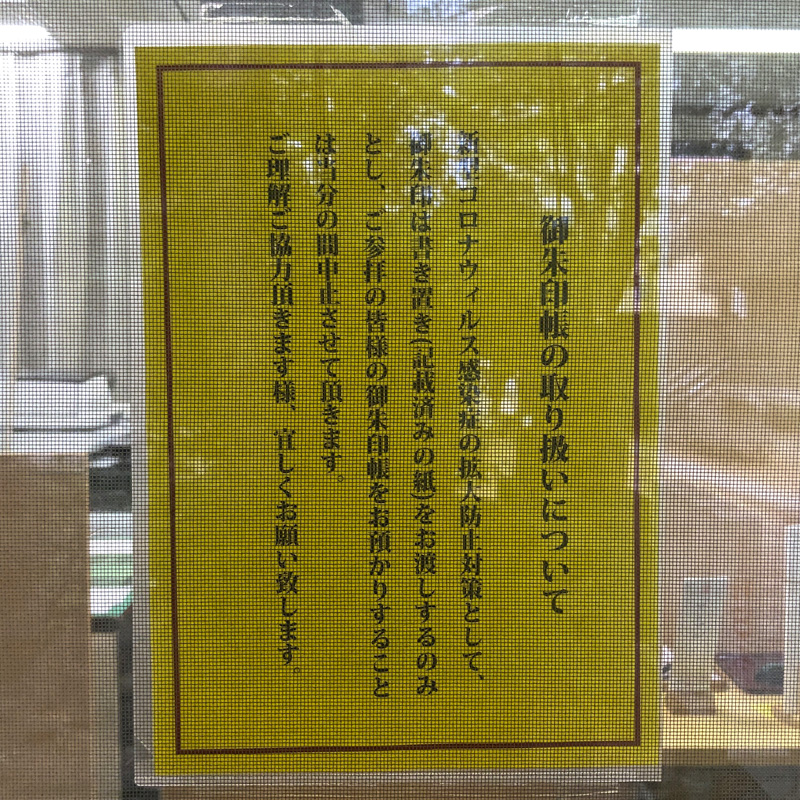 御朱印帳の取り扱いについて
新型コロナウィルス感染症の拡大防止対策として、
御朱印は書き置き(記載済みの紙)をお渡しするのみ
とし、ご参拝の皆様の御朱印帳をお預かりすること
は当分の間中止させて頂きます。
ご理解ご協力頂きます様、宜しくお願い致します。